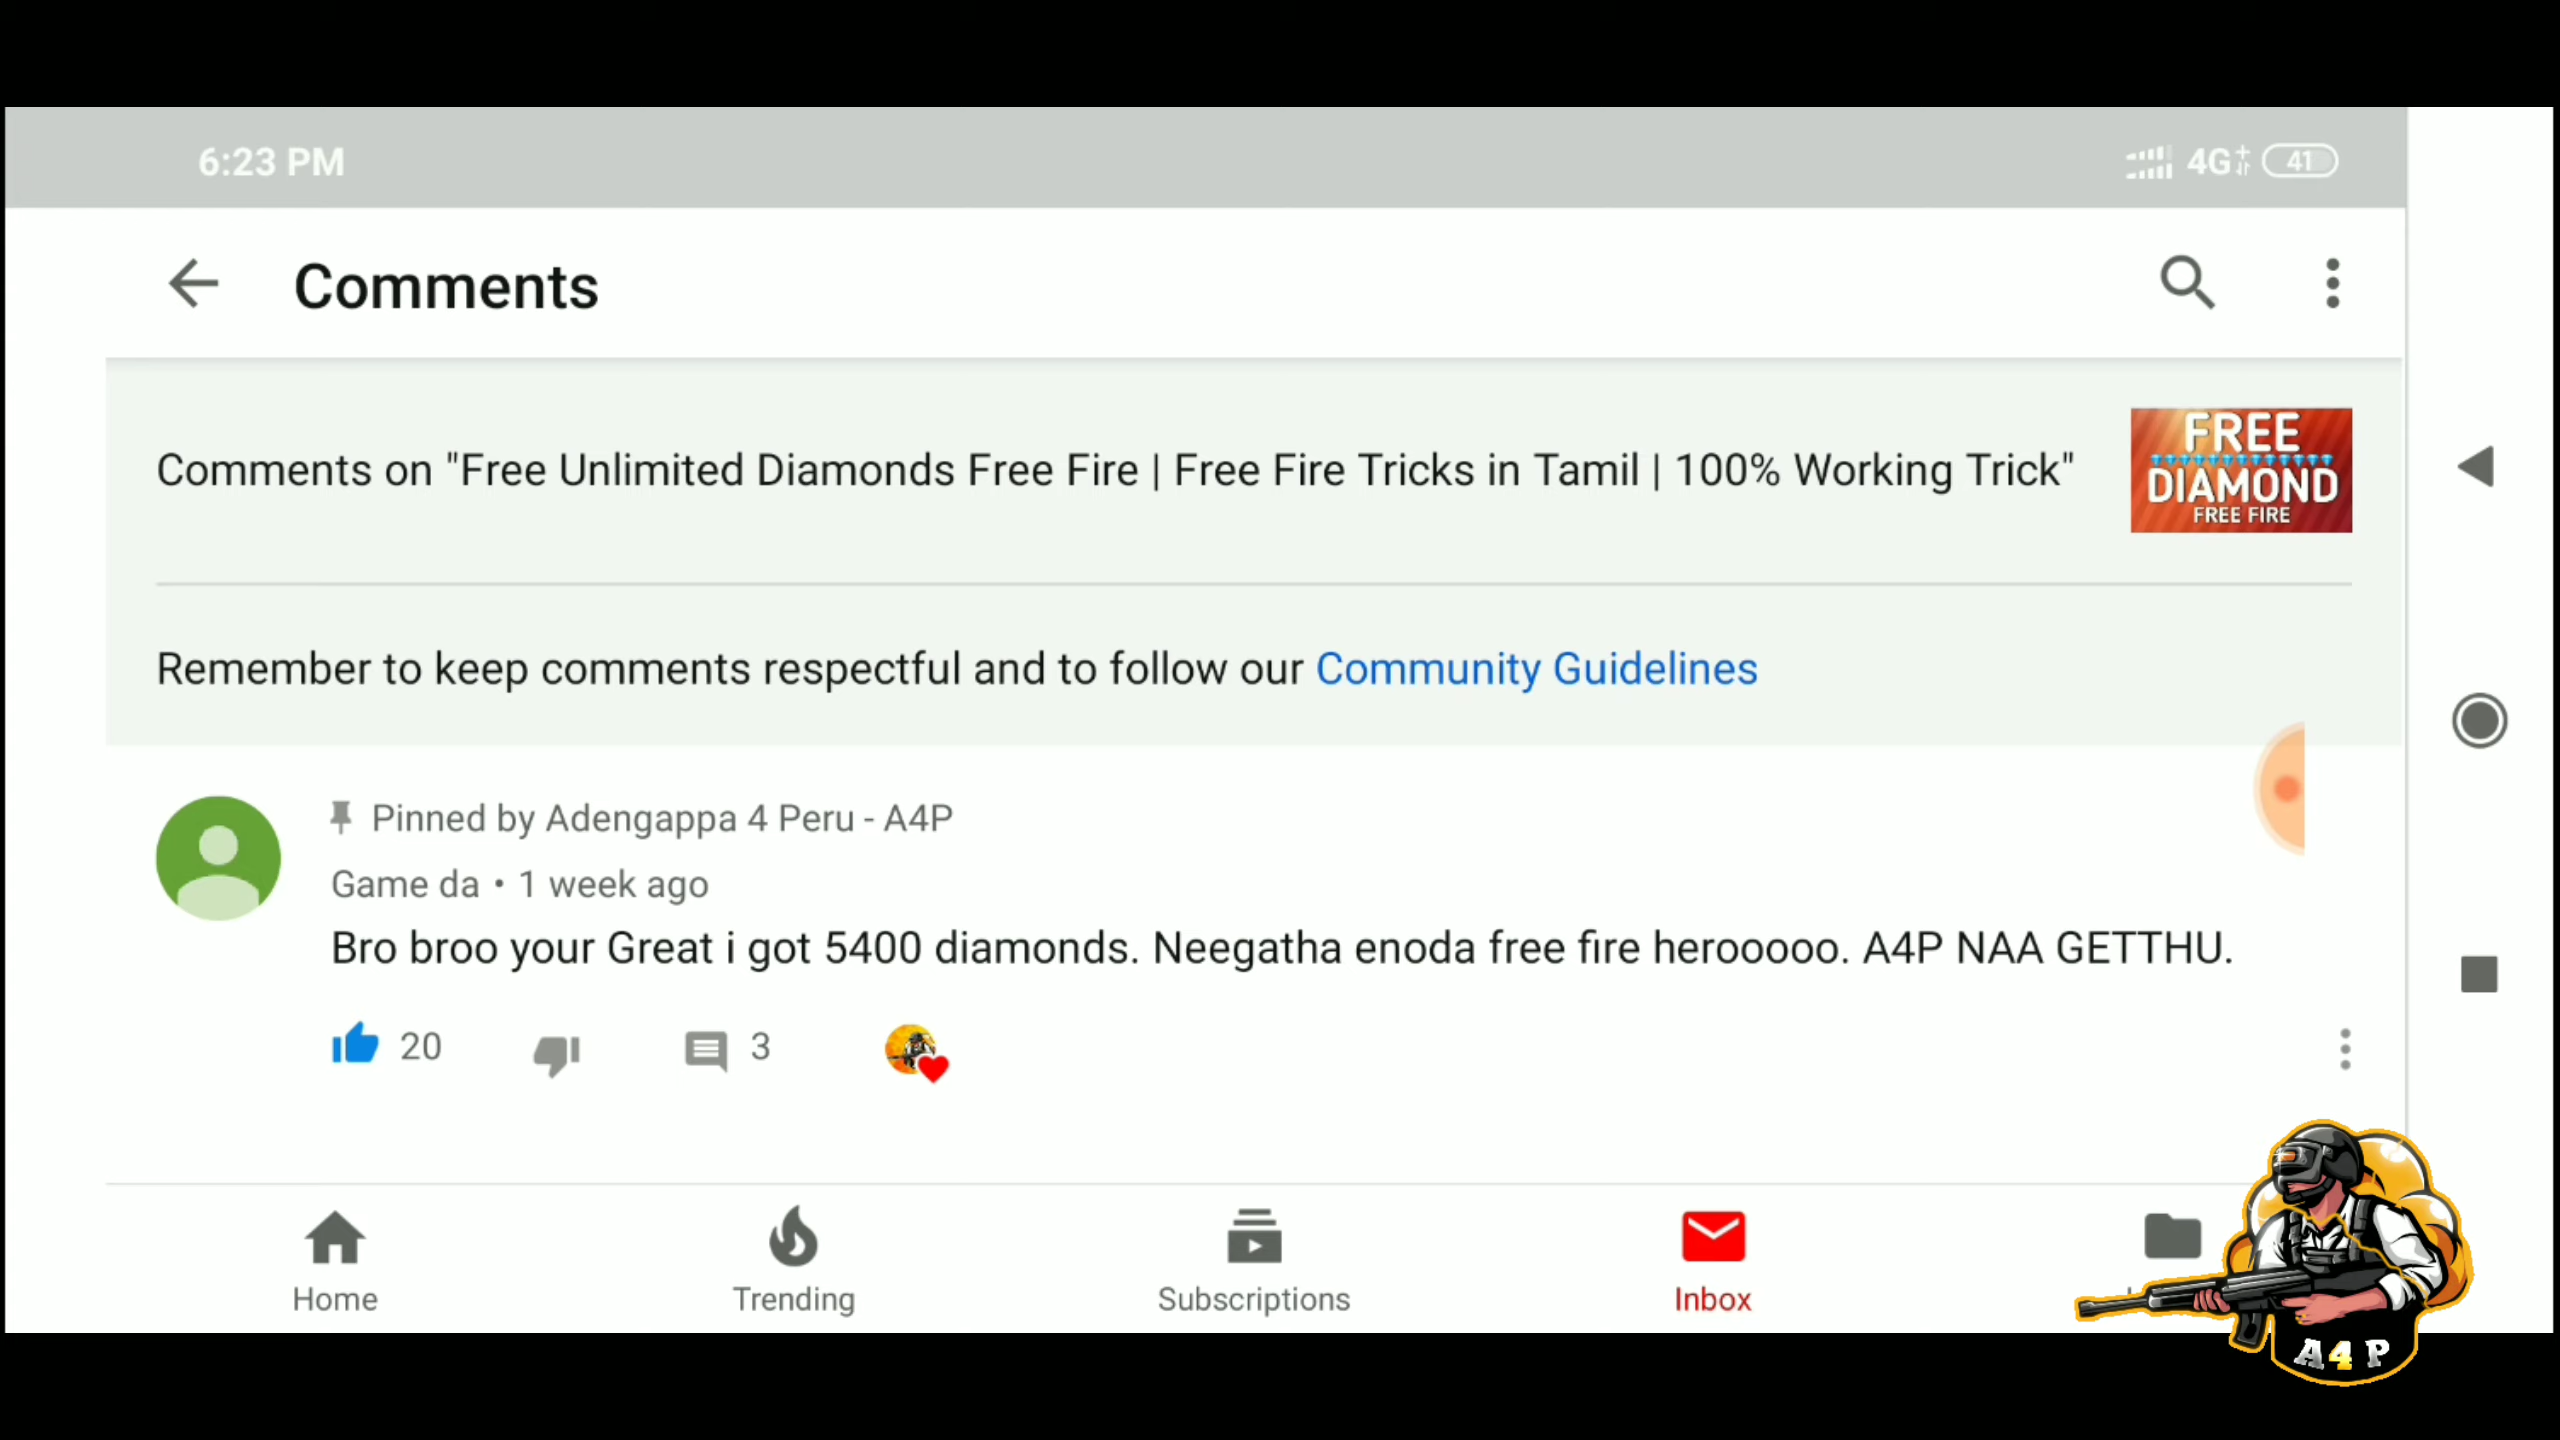 6:23 PM
4G+ 41
Comments
Comments on "Free Unlimited Diamonds Free Fire | Free Fire Tricks in Tamil | 100% Working Trick"
FREE
DIAMOND
FREE FIRE
Remember to keep comments respectful and to follow our Community Guidelines
Pinned by Adengappa 4 Peru - A4P
Game da • 1 week ago
Bro broo your Great i got 5400 diamonds. Neegatha enoda free fire herooooo. A4P NAA GETTHU.
20
3
Home
Trending
Subscriptions
Inbox
A4P